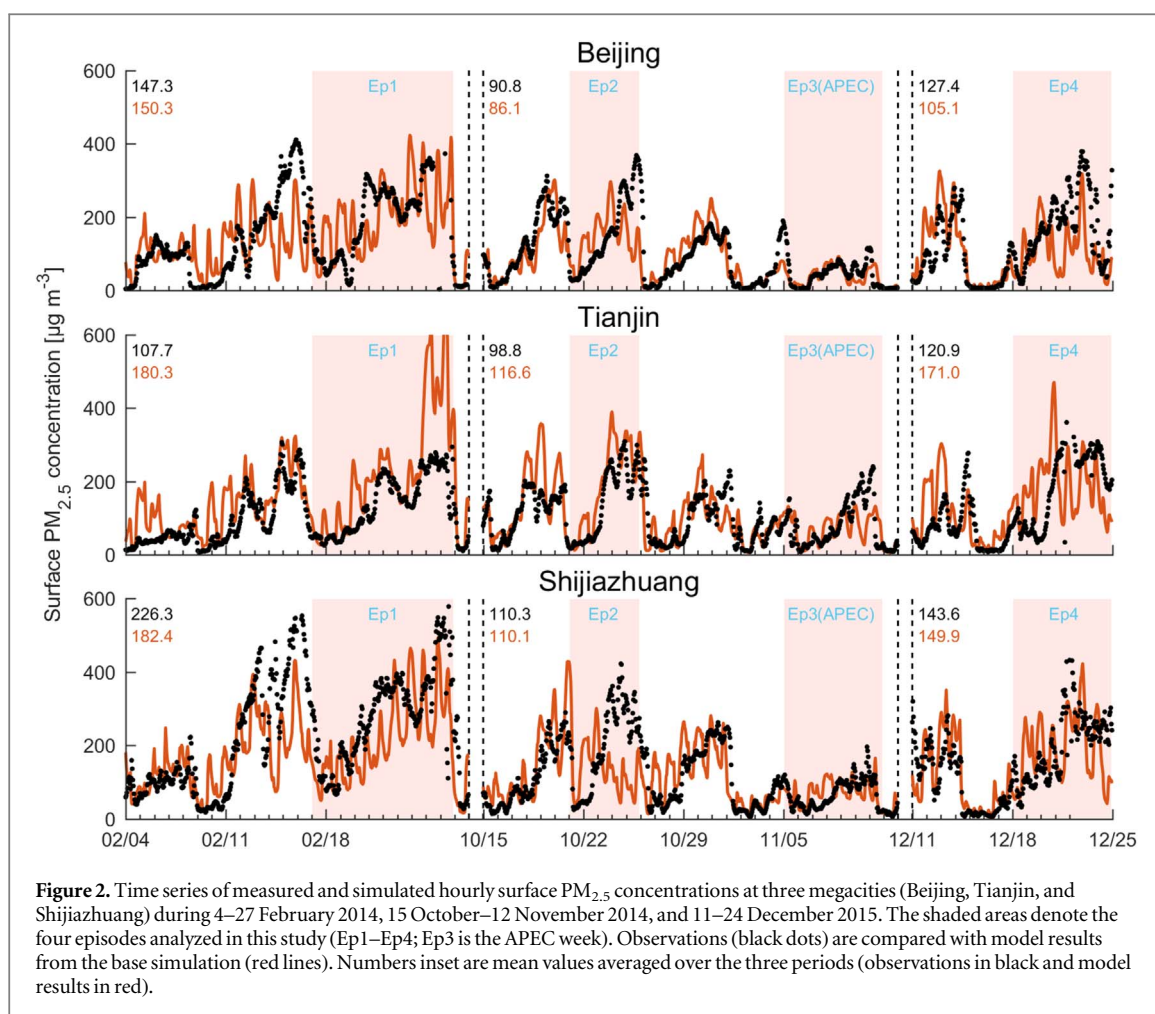 Beijing
600
400
200
0
147.3
150.3
Ep1
90.8
86.1
Ep2
Ep3(APEC)
127.4
105.1
Ep4
Tianjin
600
400
200
0
107.7
180.3
Ep1
98.8
116.6
Ep2
Ep3(APEC)
120.9
171.0
Ep4
Surface PM2.5 concentration [µg m−3]
Shijiazhuang
600
400
200
0
226.3
182.4
Ep1
110.3
110.1
Ep2
Ep3(APEC)
143.6
149.9
Ep4
02/04 02/11 02/18 10/15 10/22 10/29 11/05 12/11 12/18 12/25
Figure 2. Time series of measured and simulated hourly surface PM2.5 concentrations at three megacities (Beijing, Tianjin, and
Shijiazhuang) during 4–27 February 2014, 15 October–12 November 2014, and 11–24 December 2015. The shaded areas denote the
four episodes analyzed in this study (Ep1–Ep4; Ep3 is the APEC week). Observations (black dots) are compared with model results
from the base simulation (red lines). Numbers inset are mean values averaged over the three periods (observations in black and model
results in red).